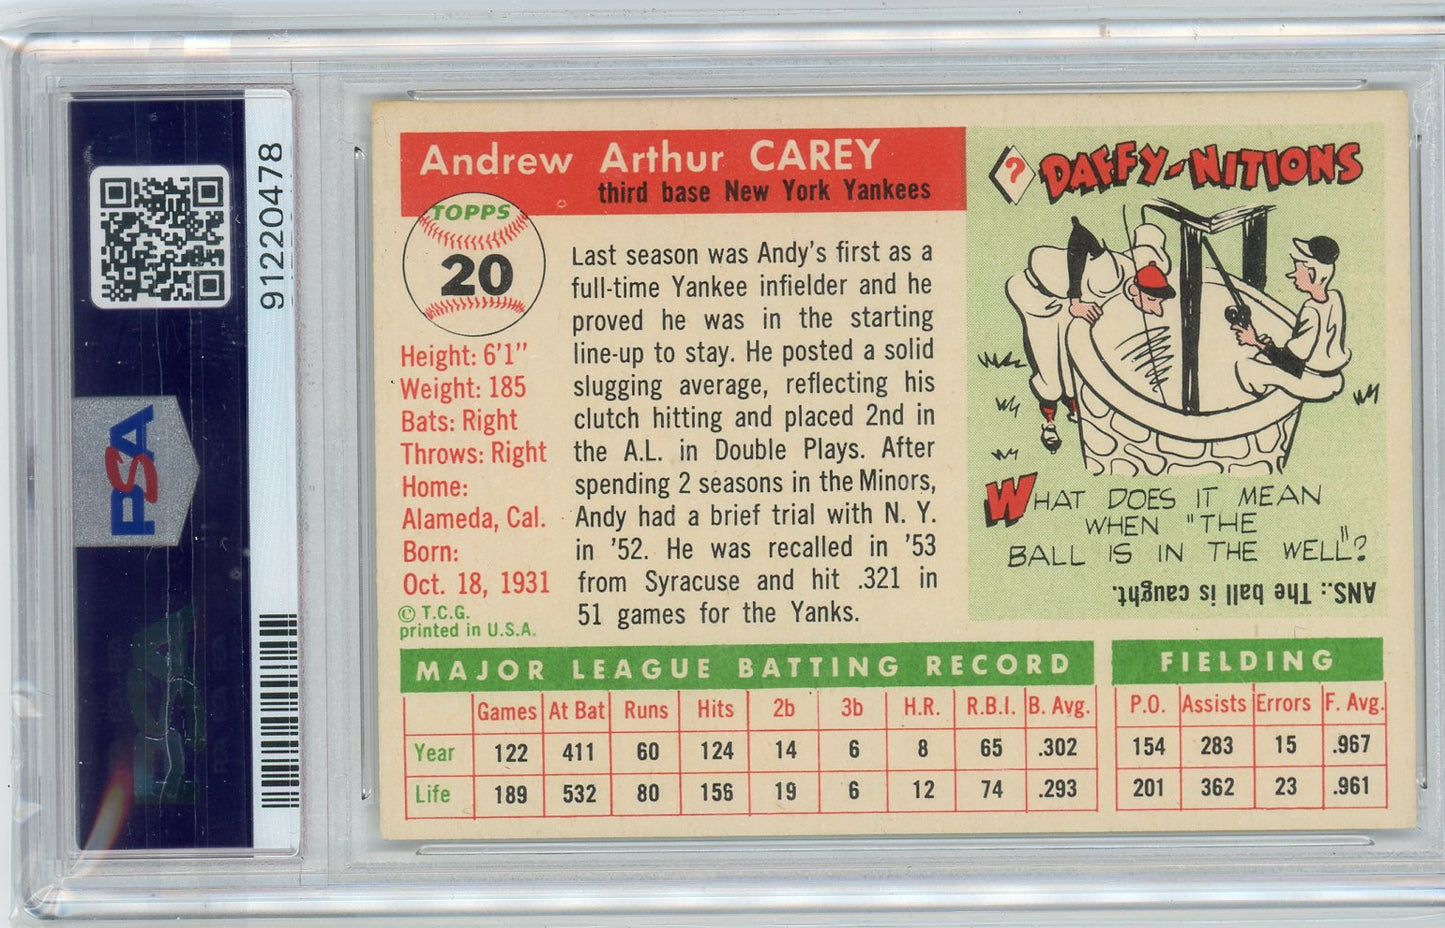 91220478
PSA
Andrew Arthur CAREY
third base New York Yankees
TOPPS
20
Height: 6'1"
Weight: 185
Bats: Right
Throws: Right
Home:
Alameda, Cal.
Born:
Oct. 18, 1931
© T.C.G.
printed in U.S.A.
Last season was Andy's first as a
full-time Yankee infielder and he
proved he was in the starting
line-up to stay. He posted a solid
slugging average, reflecting his
clutch hitting and placed 2nd in
the A.L. in Double Plays. After
spending 2 seasons in the Minors,
Andy had a brief trial with N. Y.
in '52. He was recalled in '53
from Syracuse and hit .321 in
51 games for the Yanks.
? DAFFY-NITIONS
WHAT DOES IT MEAN
WHEN "THE
BALL IS IN THE WELL"?
ANS.: The ball is caught.
MAJOR LEAGUE BATTING RECORD
Games At Bat Runs Hits 2b 3b H.R. R.B.I. B. Avg.
Year 122 411 60 124 14 6 8 65 .302
Life 189 532 80 156 19 6 12 74 .293
FIELDING
P.O. Assists Errors F. Avg.
154 283 15 .967
201 362 23 .961